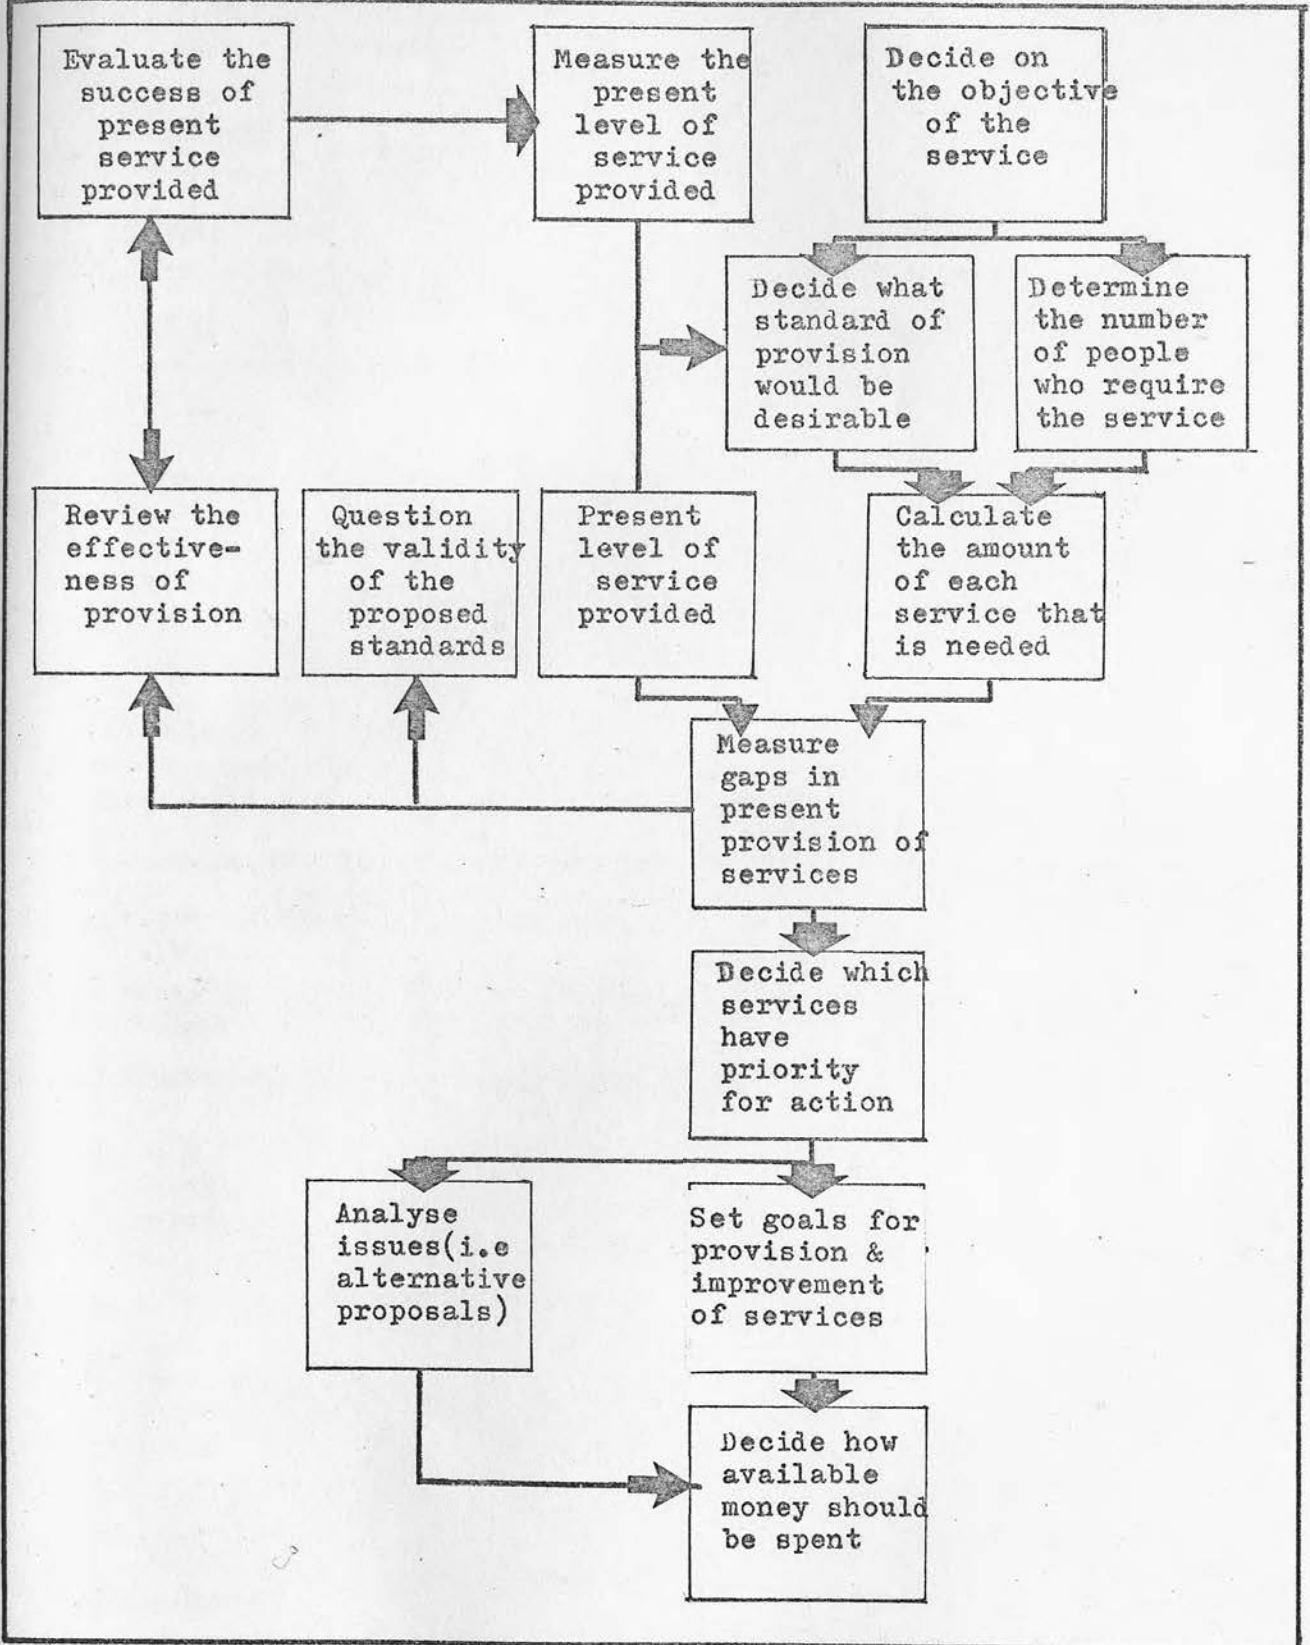 Evaluate the
success of
present
service
provided
Measure the
present
level of
service
provided
Decide on
the objective
of the
service
Decide what
standard of
provision
would be
desirable
Determine
the number
of people
who require
the service
Review the
effective-
ness of
provision
Question
the validity
of the
proposed
standards
Present
level of
service
provided
Calculate
the amount
of each
service that
is needed
Measure
gaps in
present
provision of
services
Decide which
services
have
priority
for action
Analyse
issues(i.e
alternative
proposals)
Set goals for
provision &
improvement
of services
Decide how
available
money should
be spent